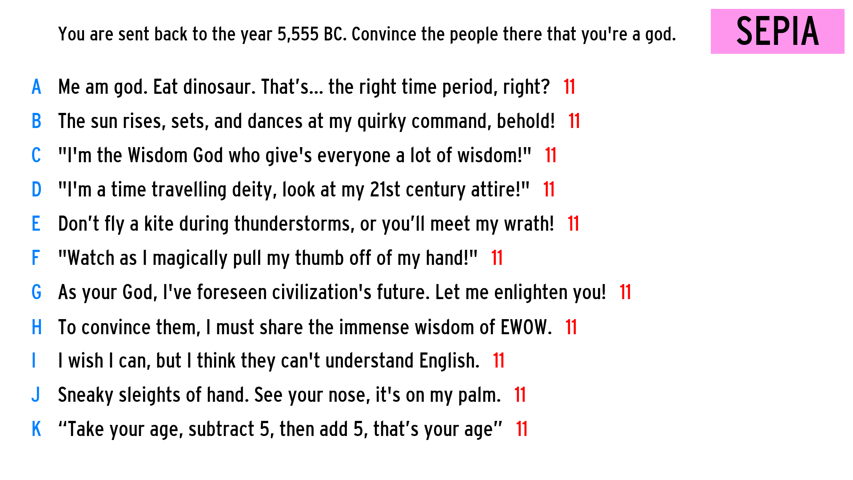 You are sent back to the year 5,555 BC. Convince the people there that you're a god.
SEPIA
A Me am god. Eat dinosaur. That’s... the right time period, right? 11
B The sun rises, sets, and dances at my quirky command, behold! 11
C "I'm the Wisdom God who give's everyone a lot of wisdom!" 11
D "I'm a time travelling deity, look at my 21st century attire!" 11
E Don’t fly a kite during thunderstorms, or you’ll meet my wrath! 11
F "Watch as I magically pull my thumb off of my hand!" 11
G As your God, I've foreseen civilization's future. Let me enlighten you! 11
H To convince them, I must share the immense wisdom of EWOW. 11
I I wish I can, but I think they can't understand English. 11
J Sneaky sleights of hand. See your nose, it's on my palm. 11
K “Take your age, subtract 5, then add 5, that’s your age” 11